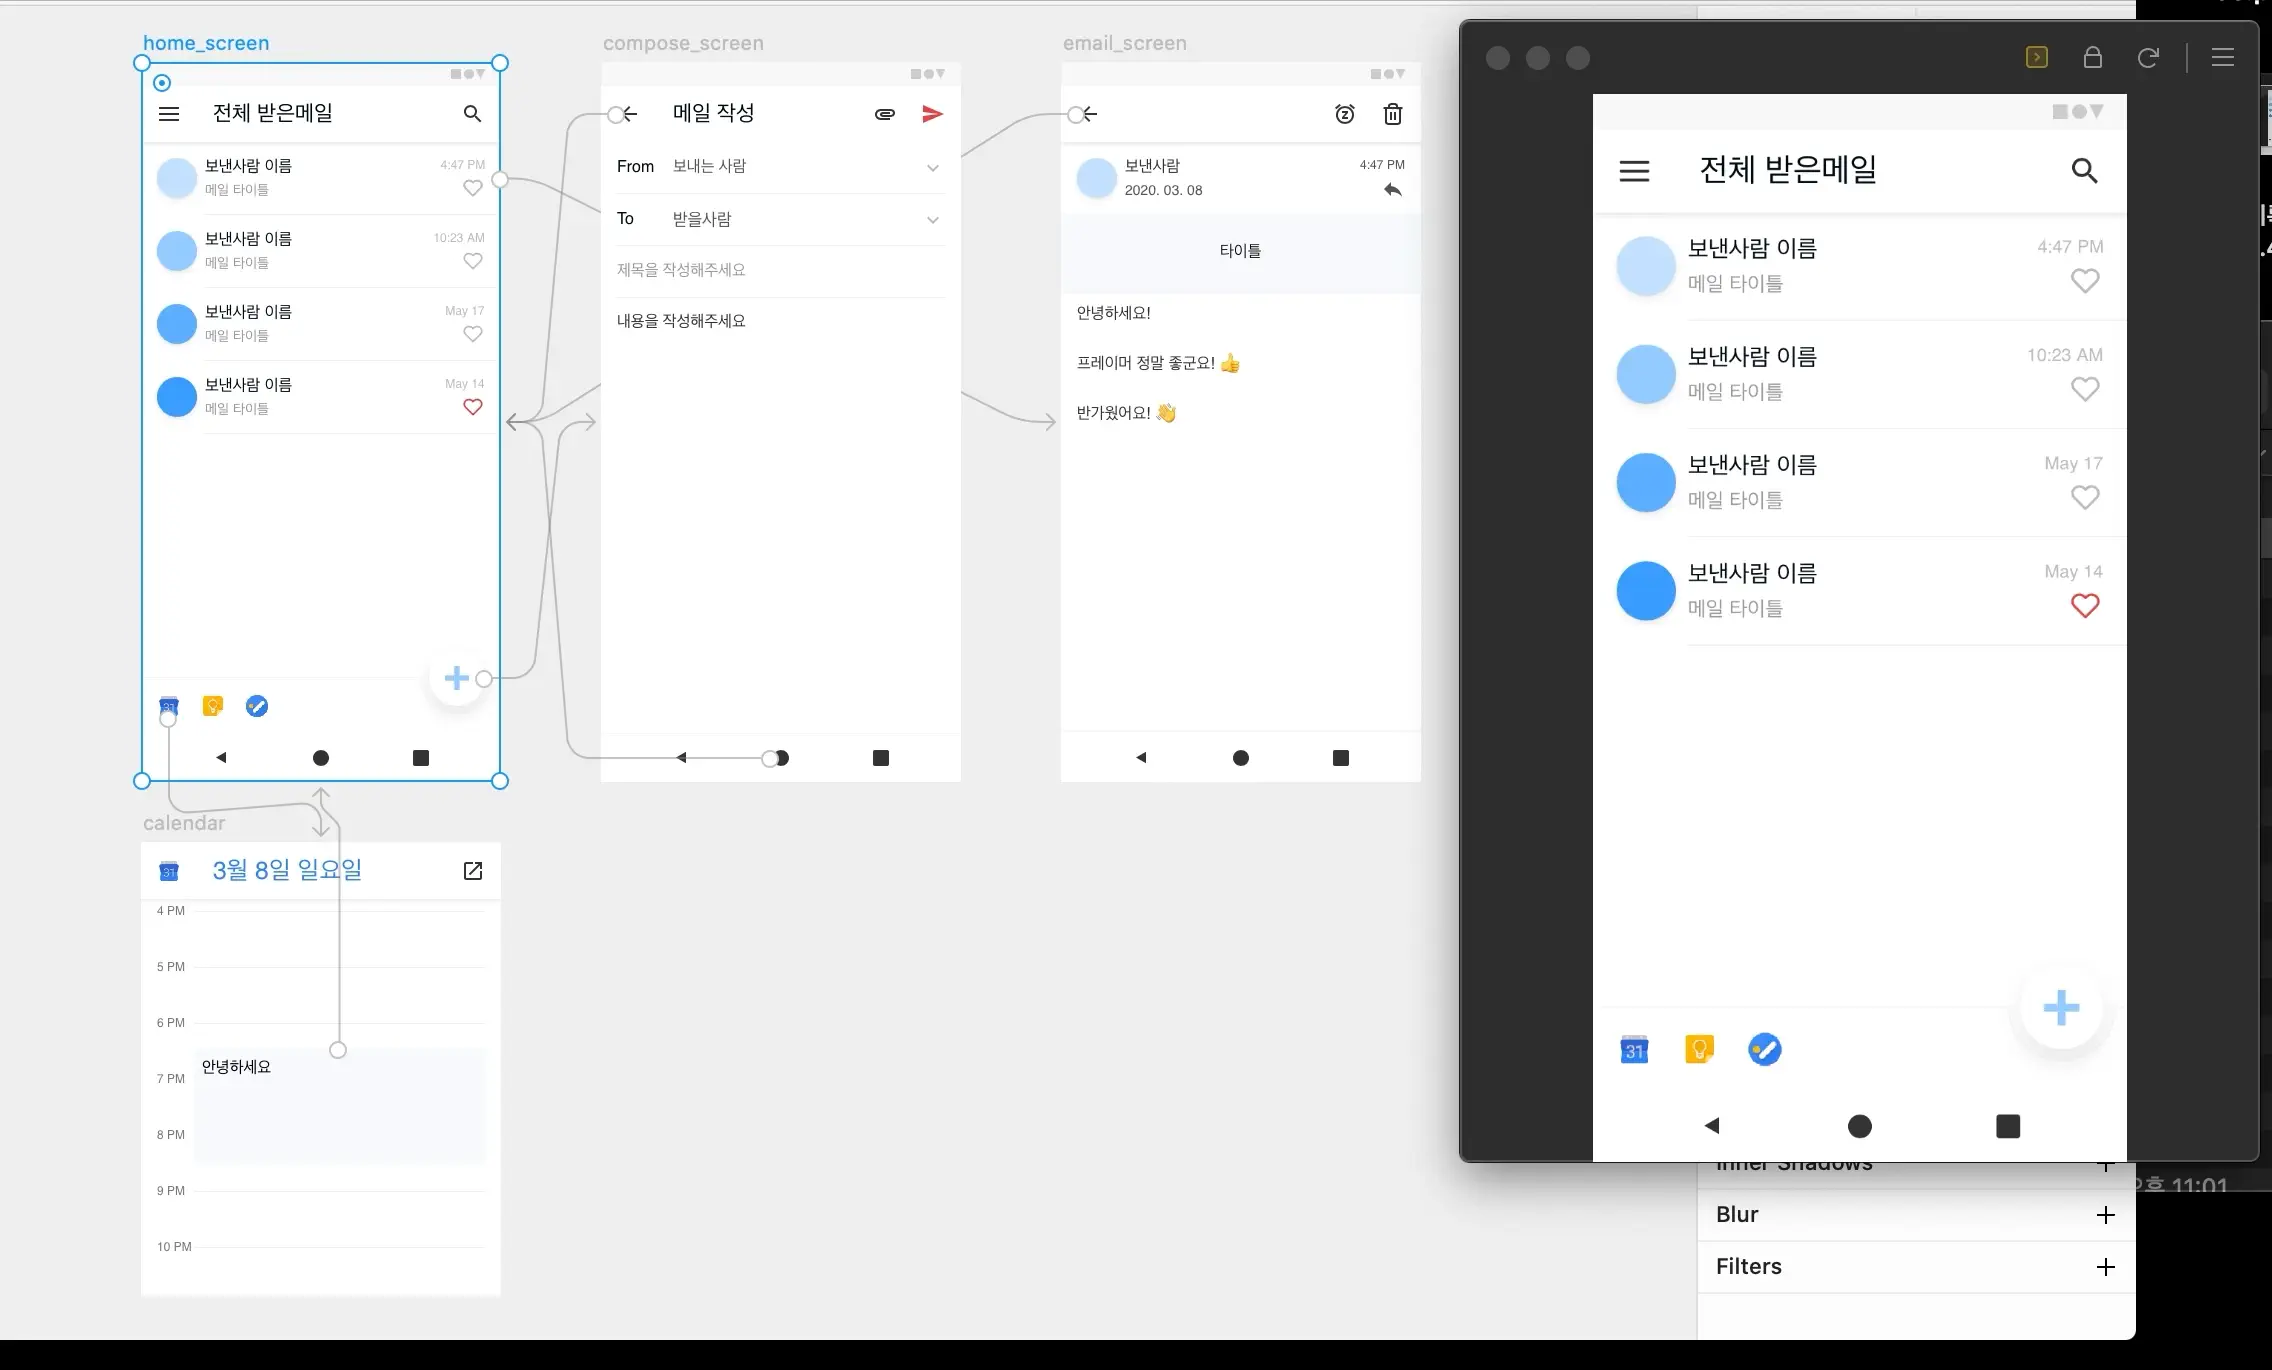 home_screen
전체 받은메일
보낸사람 이름
4:47 PM
메일 타이틀
보낸사람 이름
10:23 AM
메일 타이틀
보낸사람 이름
May 17
메일 타이틀
보낸사람 이름
May 14
메일 타이틀
31
compose_screen
메일 작성
From 보내는 사람
To 받을사람
제목을 작성해주세요
내용을 작성해주세요
email_screen
보낸사람
4:47 PM
2020. 03. 08
타이틀
안녕하세요!
프레이머 정말 좋군요! 👍
반가웠어요! 👋
calendar
31
3월 8일 일요일
4 PM
5 PM
6 PM
안녕하세요
7 PM
8 PM
9 PM
10 PM
전체 받은메일
보낸사람 이름
4:47 PM
메일 타이틀
보낸사람 이름
10:23 AM
메일 타이틀
보낸사람 이름
May 17
메일 타이틀
보낸사람 이름
May 14
메일 타이틀
31
Inner Shadows
Blur
Filters
오후 11:01